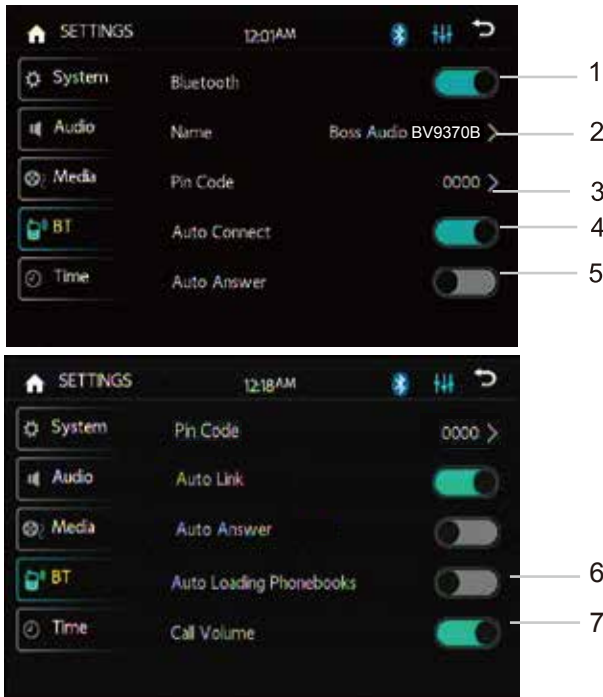 SETTINGS 12:01AM
System Bluetooth 1
Audio Name Boss Audio BV9370B > 2
Media Pin Code 0000 > 3
BT Auto Connect 4
Time Auto Answer 5
SETTINGS 12:18AM
System Pin Code 0000 >
Audio Auto Link
Media Auto Answer
BT Auto Loading Phonebooks 6
Time Call Volume 7